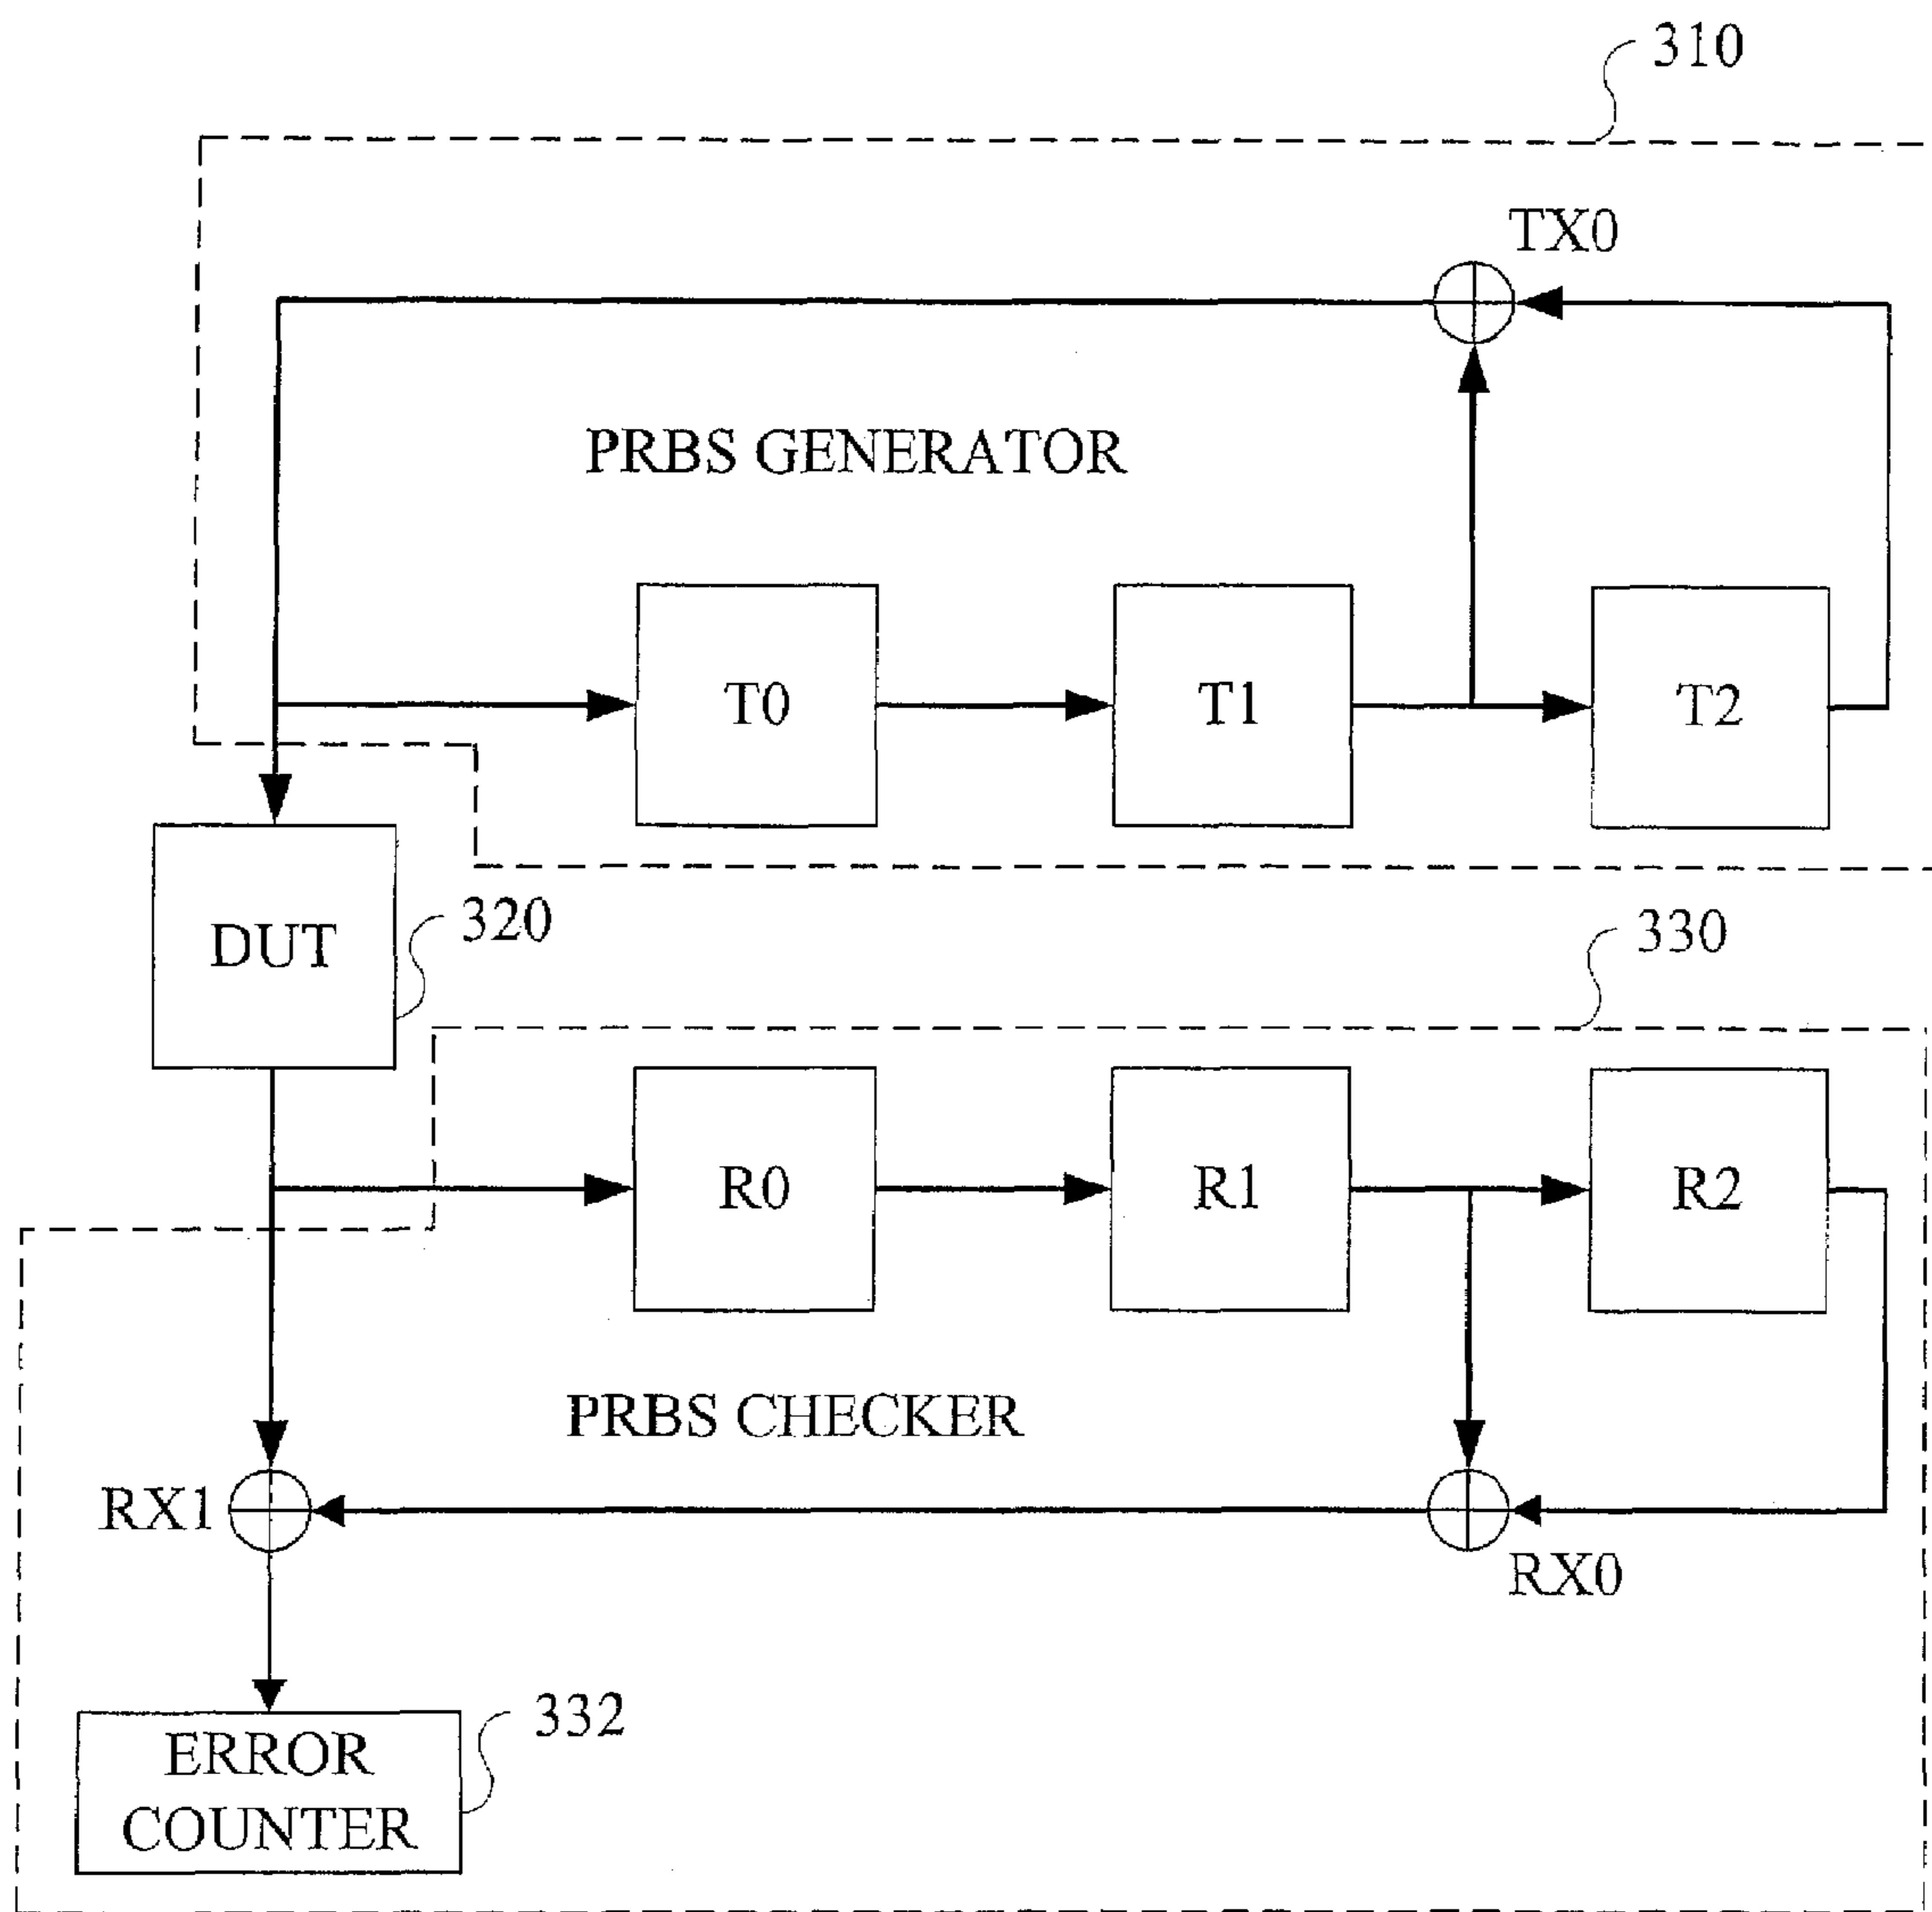 310
TX0
PRBS GENERATOR
T0
T1
T2
DUT
320
330
R0
R1
R2
PRBS CHECKER
RX1
RX0
332
ERROR
COUNTER